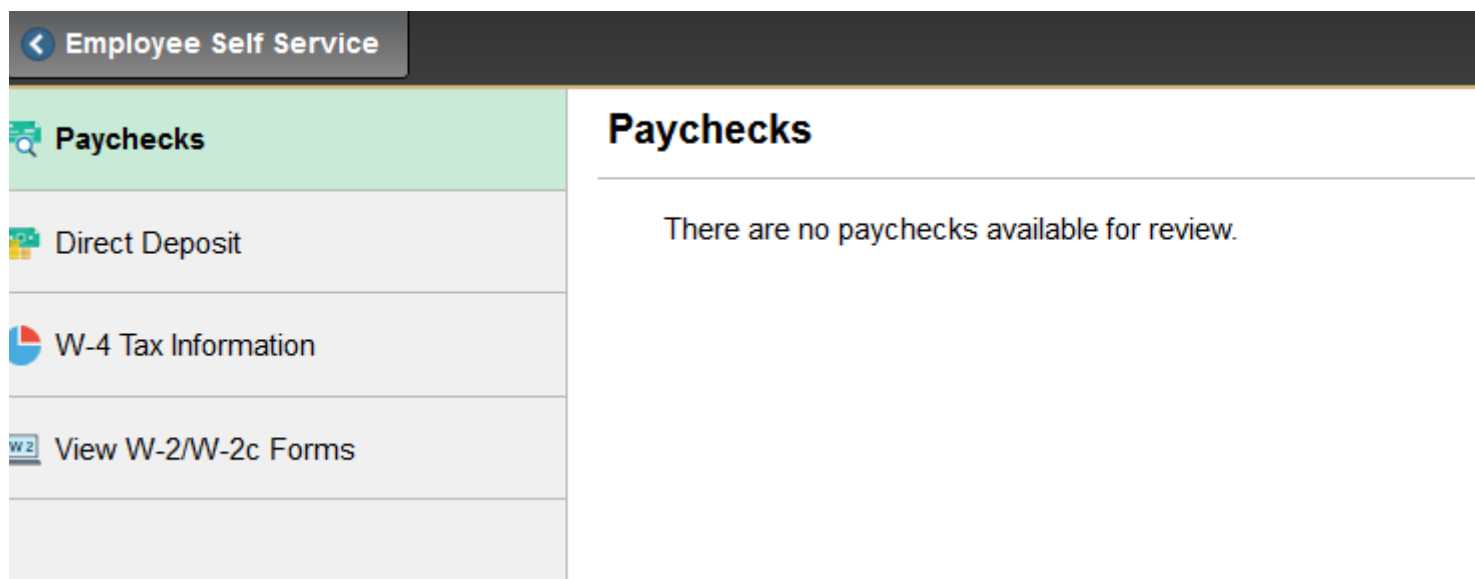 Employee Self Service
Paychecks
Paychecks
There are no paychecks available for review.
Direct Deposit
W-4 Tax Information
W2
View W-2/W-2c Forms